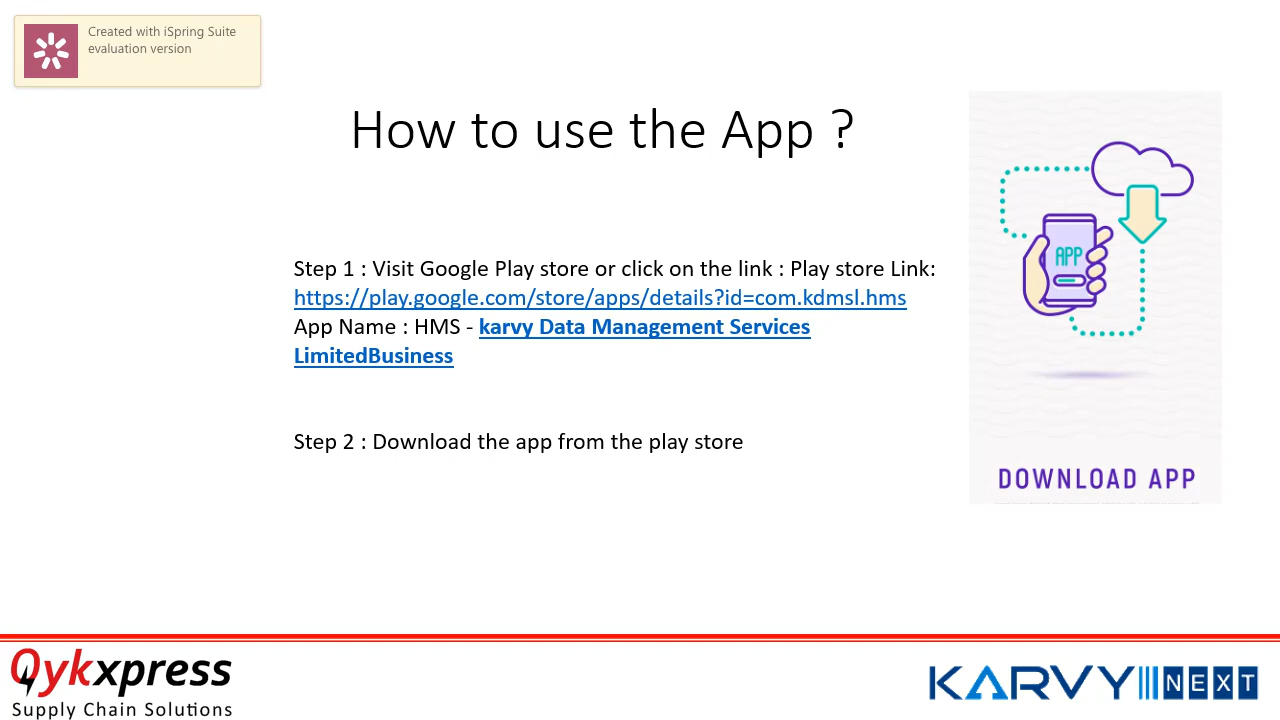 Created with iSpring Suite
evaluation version
How to use the App ?
Step 1 : Visit Google Play store or click on the link : Play store Link:
https://play.google.com/store/apps/details?id=com.kdmsl.hms
App Name : HMS - karvy Data Management Services
LimitedBusiness
Step 2 : Download the app from the play store
APP
DOWNLOAD APP
Qykxpress
Supply Chain Solutions
KARVY NEXT